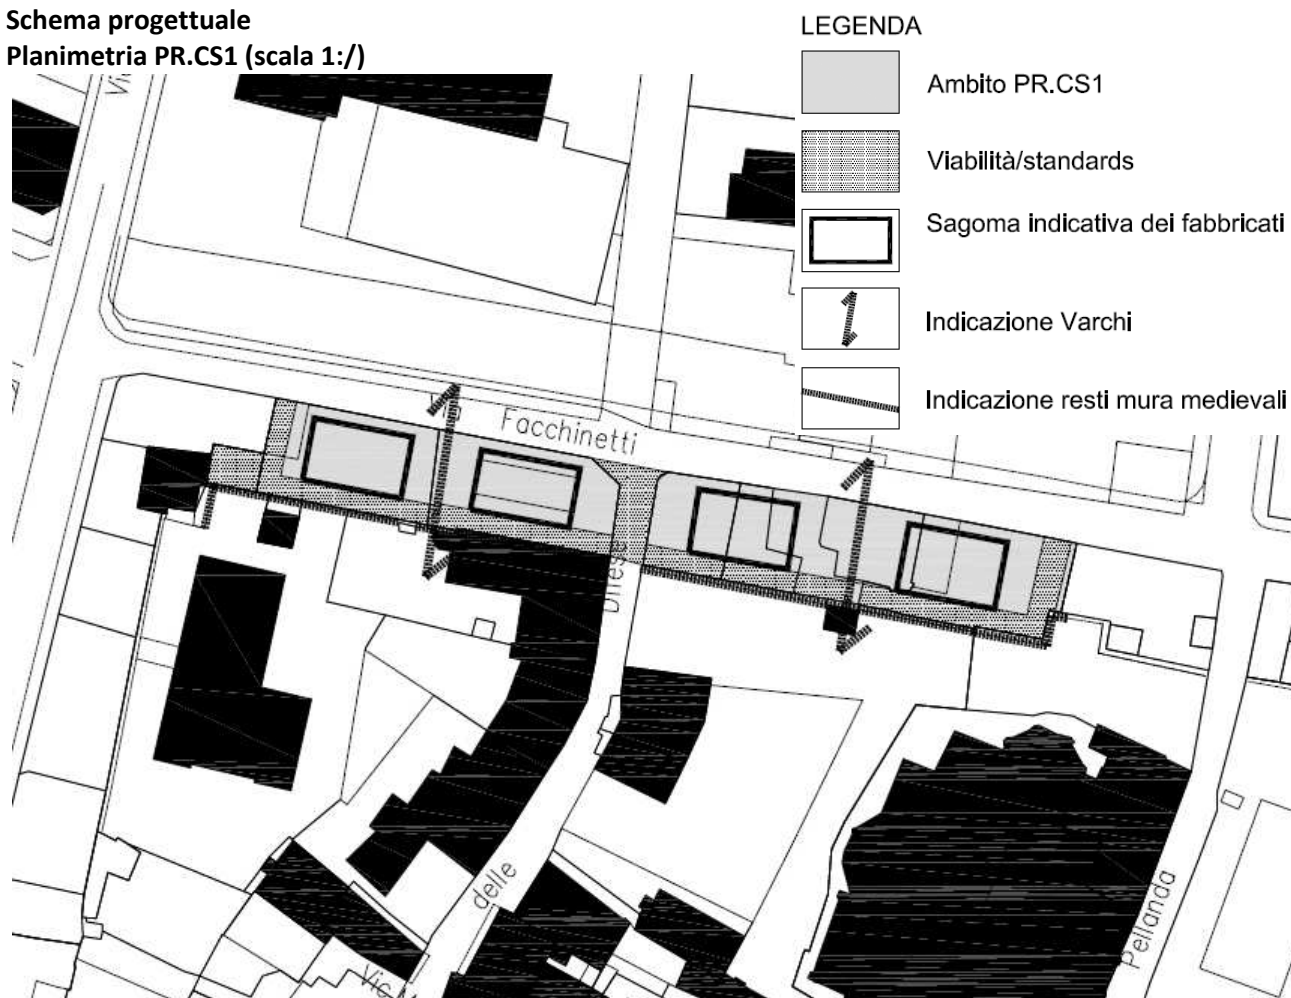 Schema progettuale
Planimetria PR.CS1 (scala 1:/)
LEGENDA
Ambito PR.CS1
Viabilità/standards
Sagoma indicativa dei fabbricati
Indicazione Varchi
Indicazione resti mura medievali
Facchinetti
Difese
delle
Pellanda